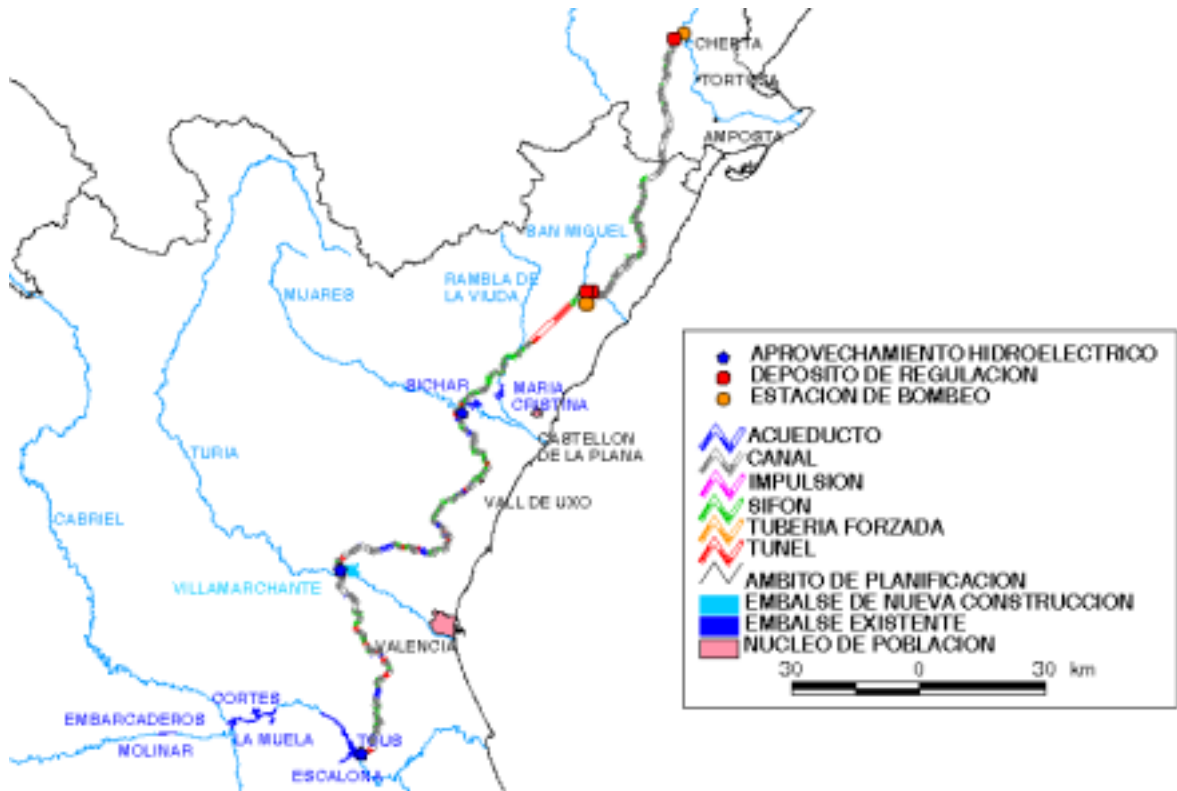 CHERTA
TORTOSA
AMPOSTA
SAN MIGUEL
RAMBLA DE
LA VIUDA
MIJARES
SICHAR
MARIA
CRISTINA
CASTELLON
DE LA PLANA
TURIA
VALL DE UXO
CABRIEL
VILLAMARCHANTE
VALENCIA
CORTES
EMBARCADEROS
LA MUELA
TOUS
MOLINAR
ESCALONA
APROVECHAMIENTO HIDROELECTRICO
DEPOSITO DE REGULACION
ESTACION DE BOMBEO
ACUEDUCTO
CANAL
IMPULSION
SIFON
TUBERIA FORZADA
TUNEL
AMBITO DE PLANIFICACION
EMBALSE DE NUEVA CONSTRUCCION
EMBALSE EXISTENTE
NUCLEO DE POBLACION
30 0 30 km